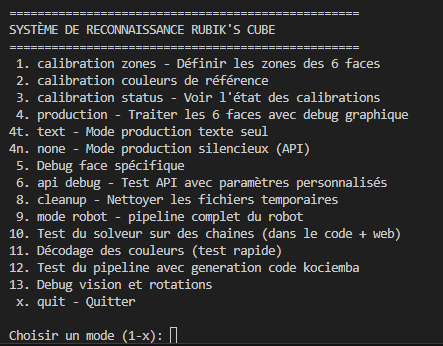 ==================================================
SYSTÈME DE RECONNAISSANCE RUBIK'S CUBE
==================================================
1. calibration zones - Définir les zones des 6 faces
2. calibration couleurs de référence
3. calibration status - Voir l'état des calibrations
4. production - Traiter les 6 faces avec debug graphique
4t. text - Mode production texte seul
4n. none - Mode production silencieux (API)
5. Debug face spécifique
6. api debug - Test API avec paramètres personnalisés
8. cleanup - Nettoyer les fichiers temporaires
9. mode robot - pipeline complet du robot
10. Test du solveur sur des chaines (dans le code + web)
11. Décodage des couleurs (test rapide)
12. Test du pipeline avec generation code kociemba
13. Debug vision et rotations
x. quit - Quitter
Choisir un mode (1-x):